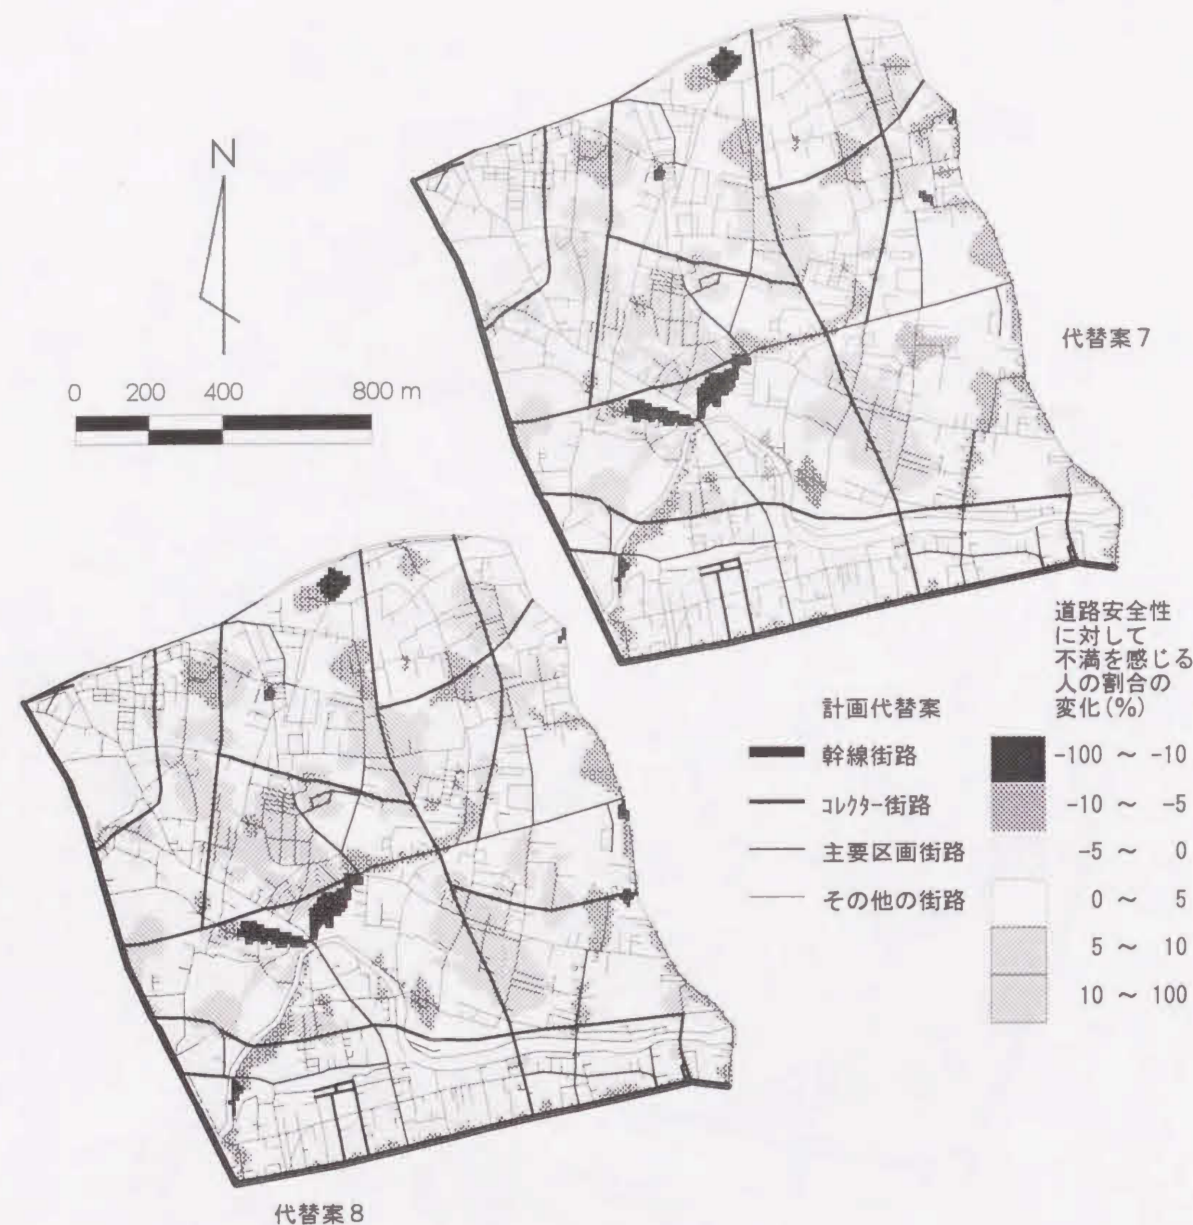 N
0 200 400 800 m
代替案7
道路安全性
に対して
不満を感じる
人の割合の
変化(%)
計画代替案
幹線街路
コレクター街路
主要区画街路
その他の街路
-100 ~ -10
-10 ~ -5
-5 ~ 0
0 ~ 5
5 ~ 10
10 ~ 100
代替案8